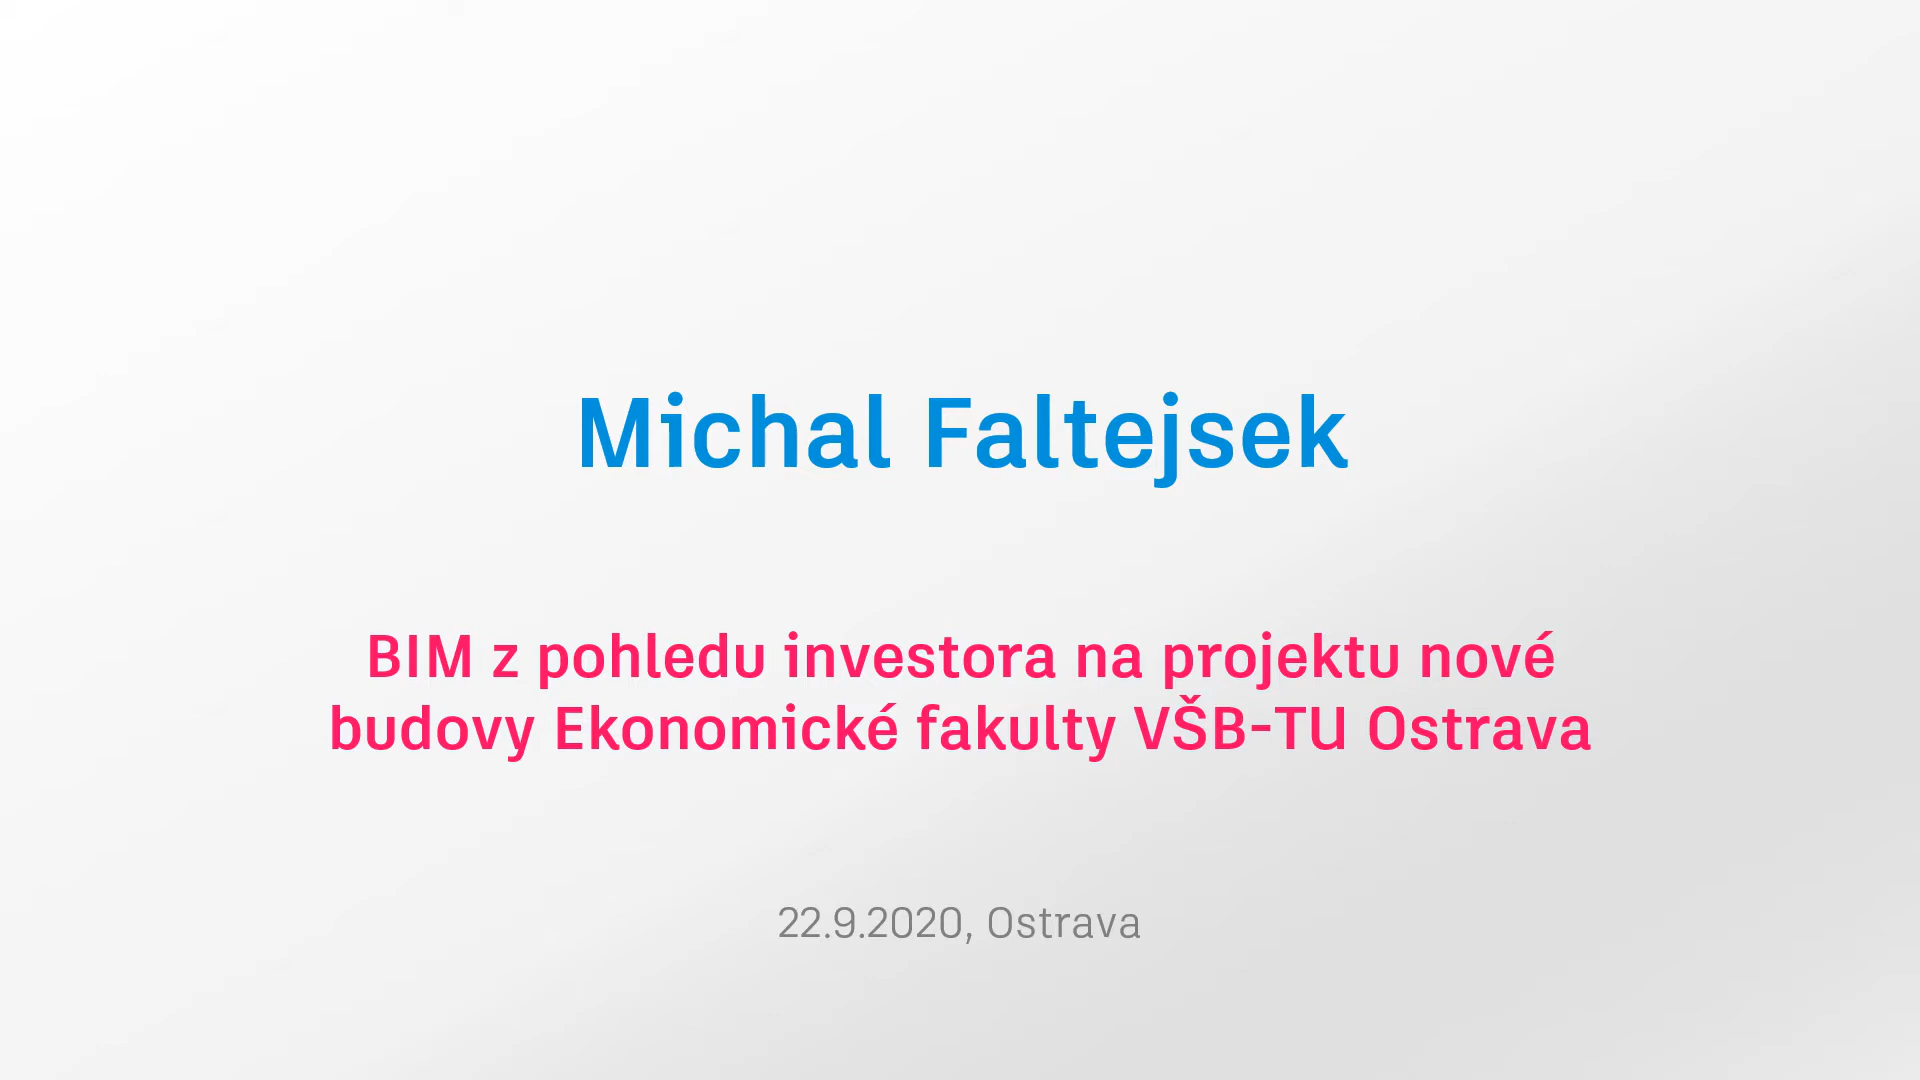 Michal Faltejsek
BIM z pohledu investora na projektu nové
budovy Ekonomické fakulty VŠB-TU Ostrava
22.9.2020, Ostrava